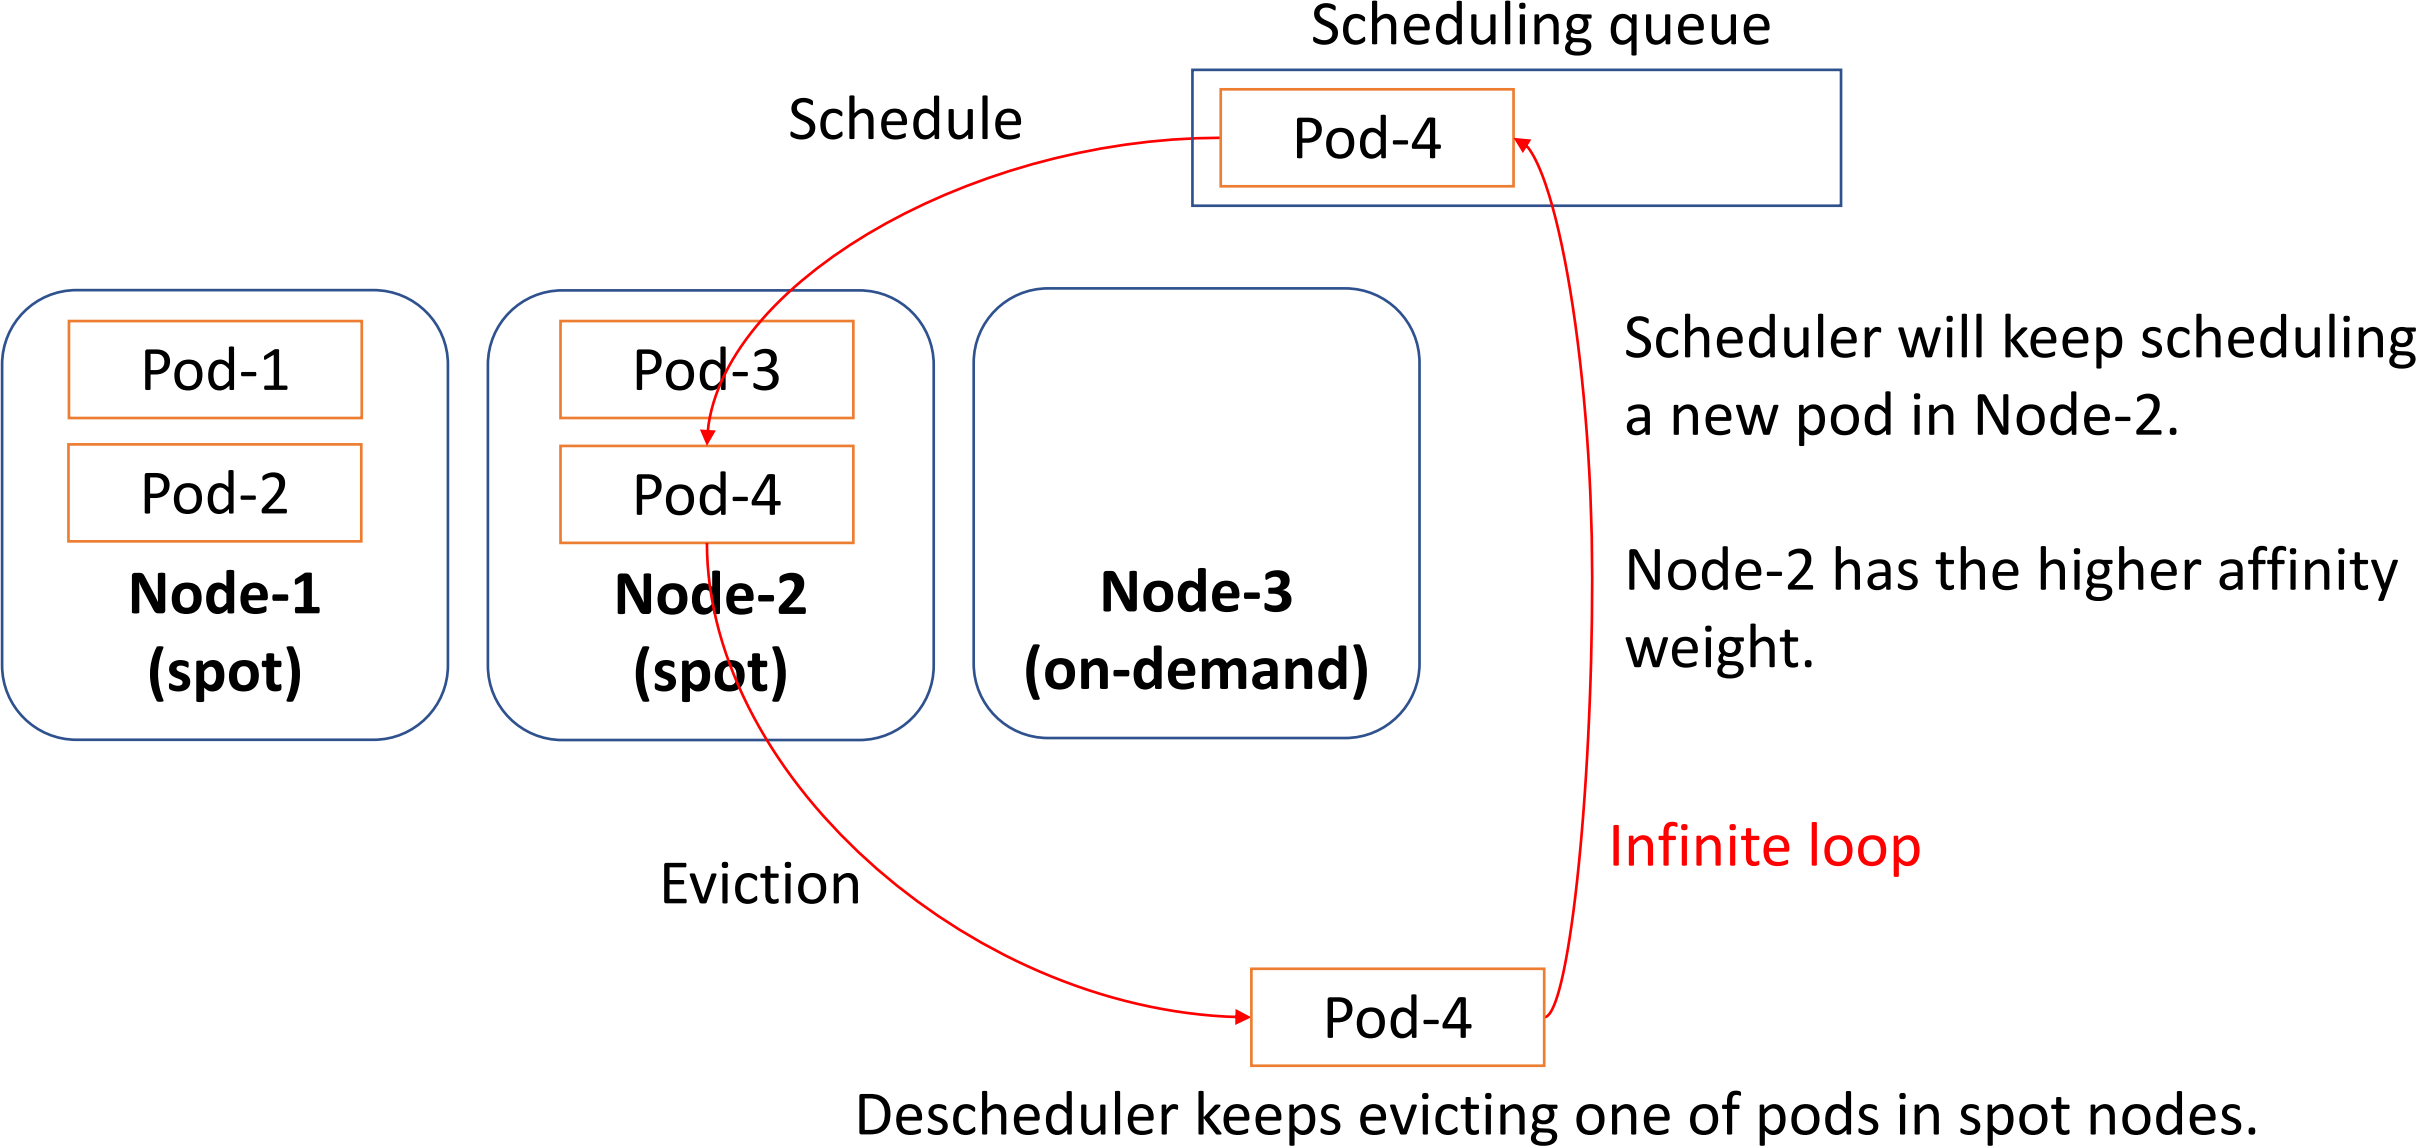 Scheduling queue
Schedule
Pod-4
Pod-1
Pod-2
Node-1
(spot)
Pod-3
Pod-4
Node-2
(spot)
Node-3
(on-demand)
Scheduler will keep scheduling
a new pod in Node-2.
Node-2 has the higher affinity
weight.
Infinite loop
Eviction
Pod-4
Descheduler keeps evicting one of pods in spot nodes.